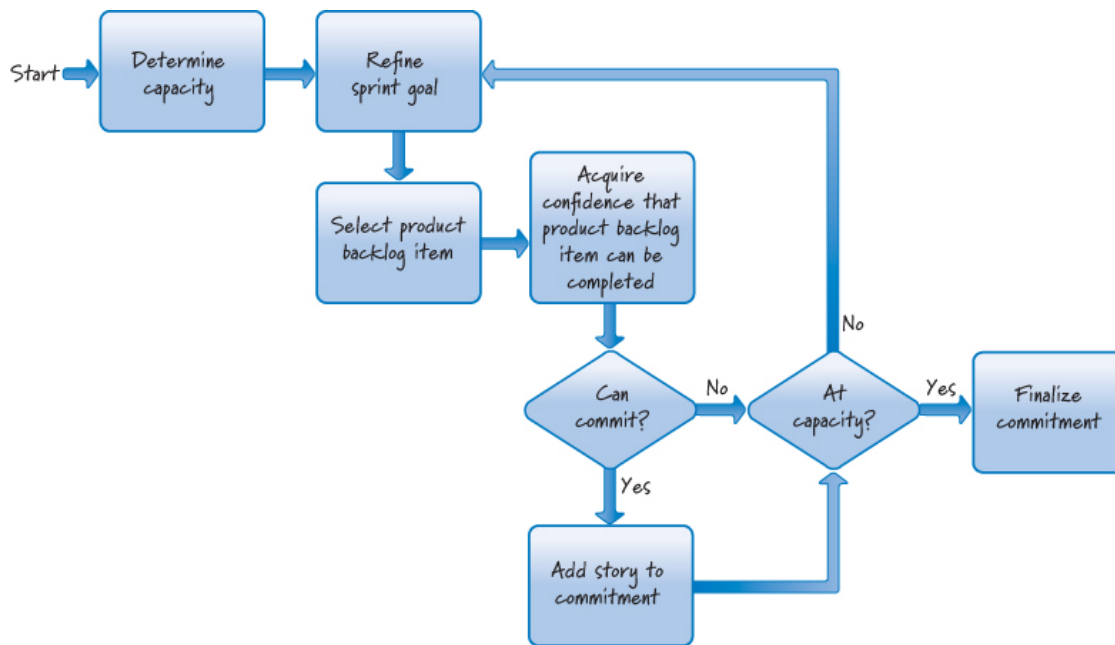 Start
Determine
capacity
Refine
sprint goal
Select product
backlog item
Acquire
confidence that
product backlog
item can be
completed
Can
commit?
No
Yes
Add story to
commitment
At
capacity?
No
Yes
Finalize
commitment